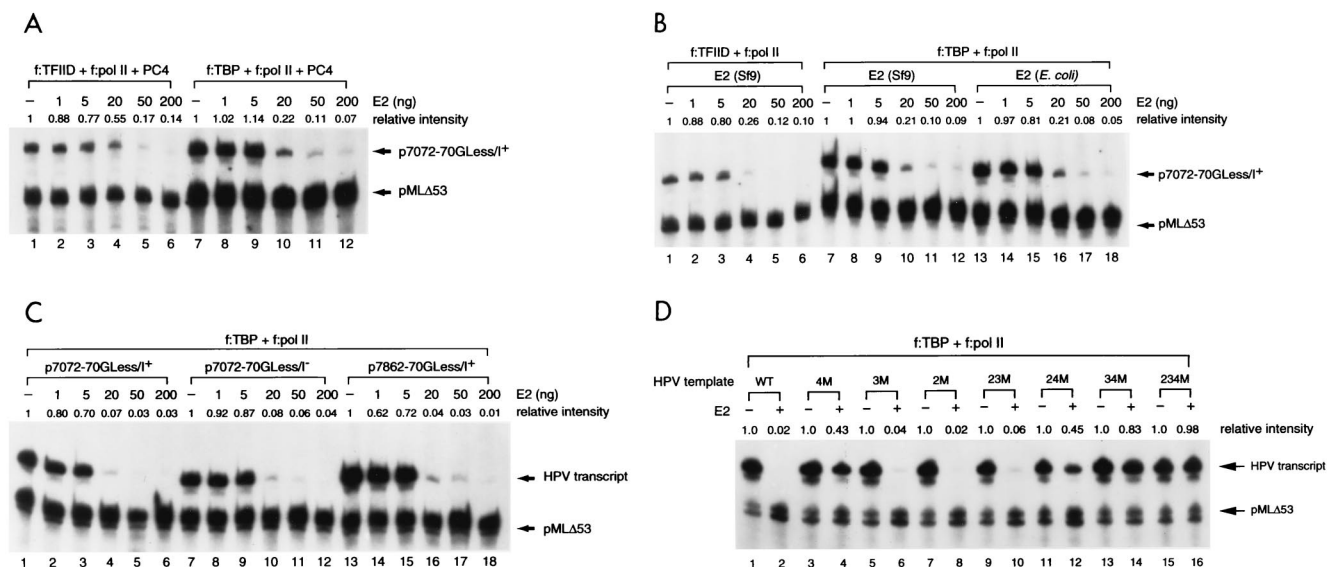 A
f:TFIID + f:pol II + PC4 f:TBP + f:pol II + PC4
– 1 5 20 50 200 – 1 5 20 50 200 E2 (ng)
1 0.88 0.77 0.55 0.17 0.14 1 1.02 1.14 0.22 0.11 0.07 relative intensity
p7072-70GLess/I+
pMLΔ53
1 2 3 4 5 6 7 8 9 10 11 12
B
f:TFIID + f:pol II f:TBP + f:pol II
E2 (Sf9) E2 (Sf9) E2 (E. coli)
– 1 5 20 50 200 – 1 5 20 50 200 – 1 5 20 50 200 E2 (ng)
1 0.88 0.80 0.26 0.12 0.10 1 1 0.94 0.21 0.10 0.09 1 0.97 0.81 0.21 0.08 0.05 relative intensity
p7072-70GLess/I+
pMLΔ53
1 2 3 4 5 6 7 8 9 10 11 12 13 14 15 16 17 18
C
f:TBP + f:pol II
p7072-70GLess/I+ p7072-70GLess/I- p7862-70GLess/I+
– 1 5 20 50 200 – 1 5 20 50 200 – 1 5 20 50 200 E2 (ng)
1 0.80 0.70 0.07 0.03 0.03 1 0.92 0.87 0.08 0.06 0.04 1 0.62 0.72 0.04 0.03 0.01 relative intensity
HPV transcript
pMLΔ53
1 2 3 4 5 6 7 8 9 10 11 12 13 14 15 16 17 18
D
f:TBP + f:pol II
HPV template WT 4M 3M 2M 23M 24M 34M 234M
E2 – + – + – + – + – + – + – + – +
1.0 0.02 1.0 0.43 1.0 0.04 1.0 0.02 1.0 0.06 1.0 0.45 1.0 0.83 1.0 0.98 relative intensity
HPV transcript
pMLΔ53
1 2 3 4 5 6 7 8 9 10 11 12 13 14 15 16